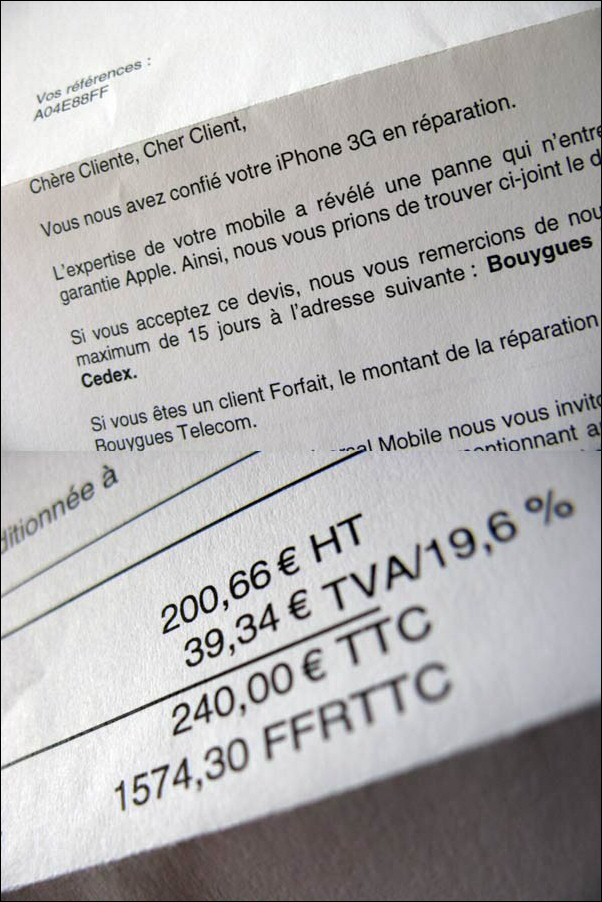 Vos références :
A04E88FF
Chère Cliente, Cher Client,
Vous nous avez confié votre iPhone 3G en réparation.
L'expertise de votre mobile a révélé une panne qui n'entre
garantie Apple. Ainsi, nous vous prions de trouver ci-joint le d
Si vous acceptez ce devis, nous vous remercions de nou
maximum de 15 jours à l'adresse suivante : Bouygues
Cedex.
Si vous êtes un client Forfait, le montant de la réparation
Bouygues Telecom.
Mobile nous vous invito
ditionnée à
200,66 € HT
39,34 € TVA/19,6 %
240,00 € TTC
1574,30 FFRTTC